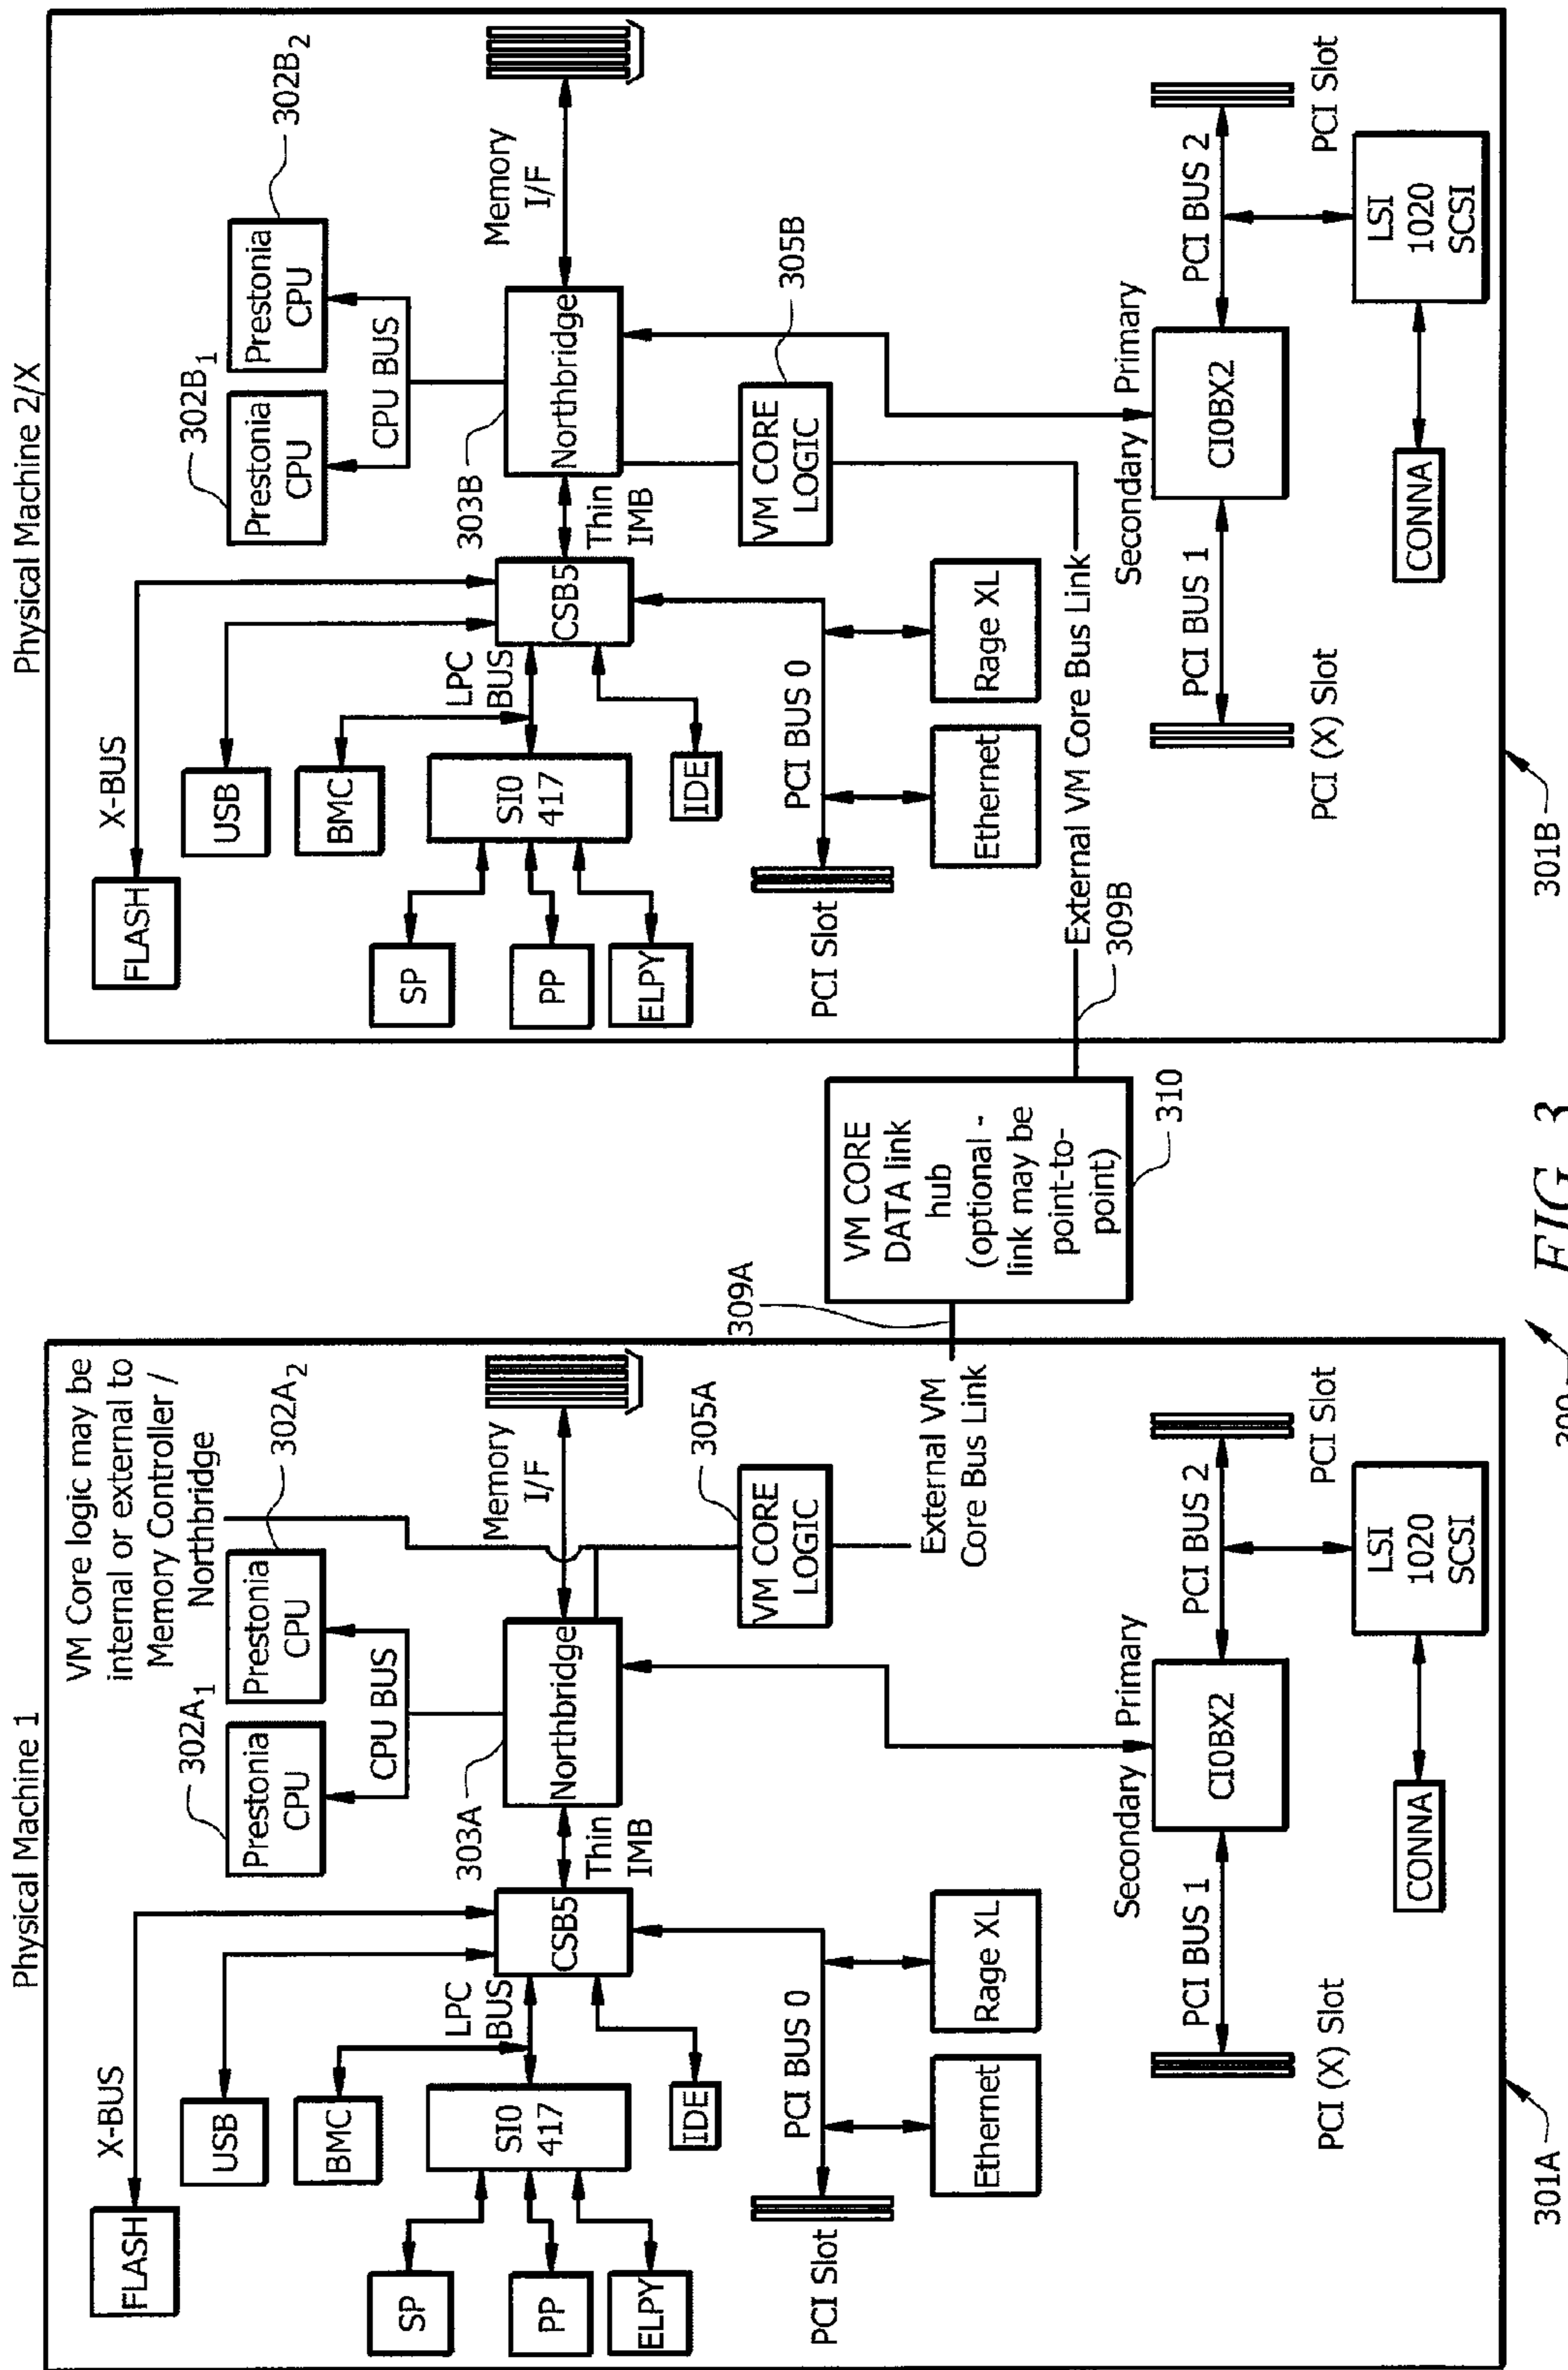 Physical Machine 1
VM Core logic may be
internal or external to
Memory Controller /
Northbridge
302A2
302A1
Prestonia
CPU
Prestonia
CPU
CPU BUS
X-BUS
FLASH
USB
BMC
LPC
BUS
SI0
417
SP
PP
ELPY
IDE
CSB5
Thin
IMB
303A
Northbridge
Memory
I/F
305A
VM CORE
LOGIC
External VM
Core Bus Link
309A
PCI BUS 0
PCI Slot
Ethernet
Rage XL
Secondary
Primary
CI0BX2
PCI BUS 1
PCI BUS 2
PCI (X) Slot
PCI Slot
LSI
1020
SCSI
CONNA
301A
VM CORE
DATA link
hub
(optional -
link may be
point-to-
point)
310
Physical Machine 2/X
302B1
302B2
Prestonia
CPU
Prestonia
CPU
CPU BUS
X-BUS
FLASH
USB
BMC
LPC
BUS
SI0
417
SP
PP
ELPY
IDE
CSB5
Thin
IMB
303B
Northbridge
Memory
I/F
305B
VM CORE
LOGIC
External VM Core Bus Link
309B
PCI BUS 0
PCI Slot
Ethernet
Rage XL
Secondary
Primary
CI0BX2
PCI BUS 1
PCI BUS 2
PCI (X) Slot
PCI Slot
LSI
1020
SCSI
CONNA
301B
300
FIG. 3